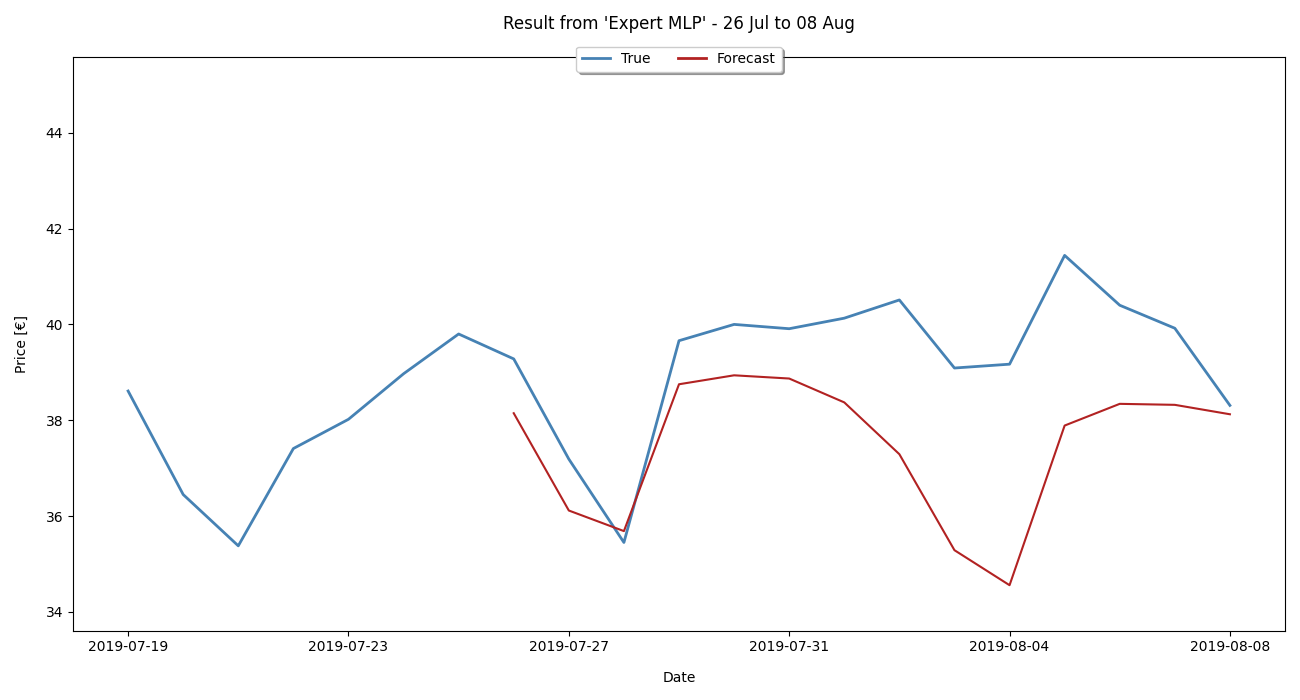 Result from 'Expert MLP' - 26 Jul to 08 Aug
True Forecast
44
42
40
38
36
34
Price [€]
2019-07-19 2019-07-23 2019-07-27 2019-07-31 2019-08-04 2019-08-08
Date